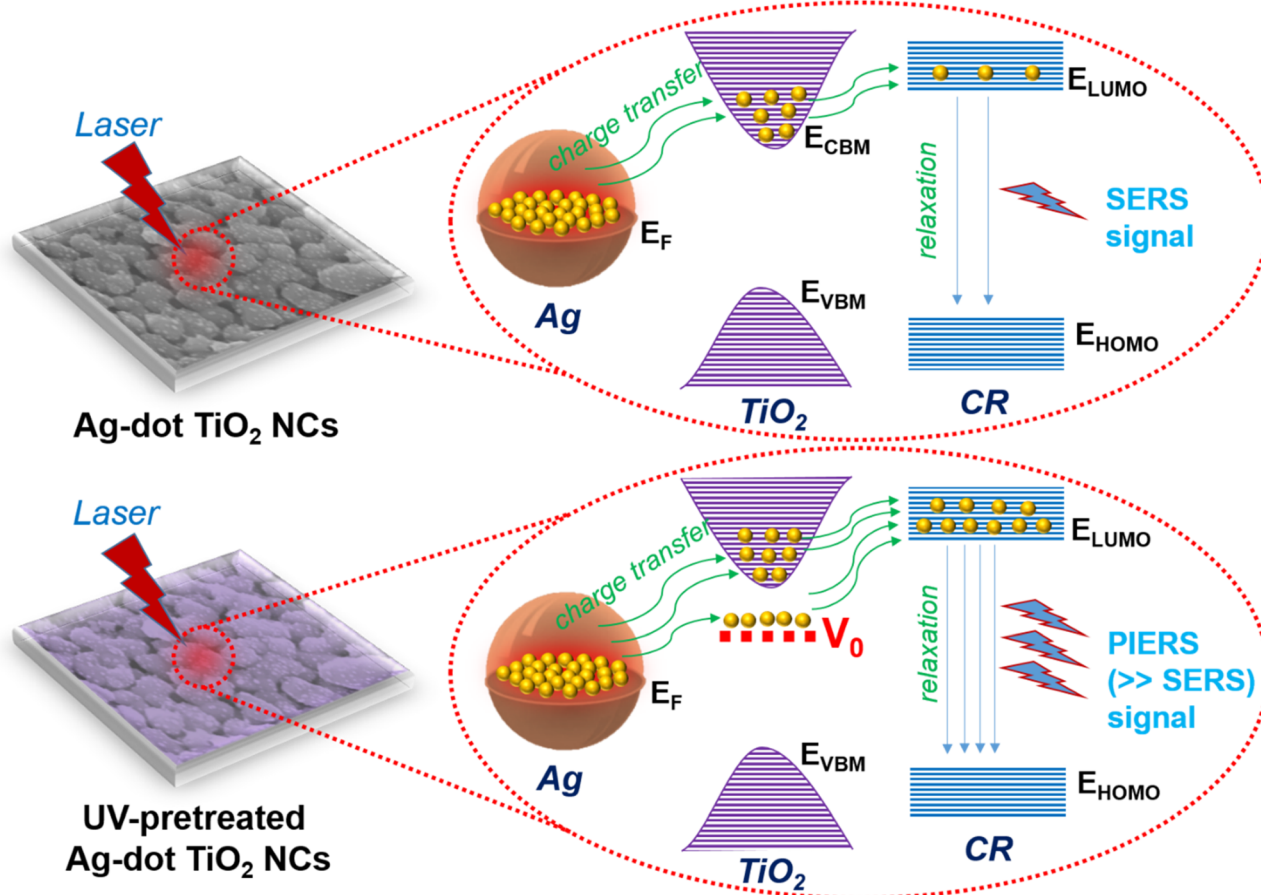 Laser
Ag-dot TiO₂ NCs
charge transfer
E_F
Ag
E_CBM
E_VBM
TiO₂
E_LUMO
relaxation
SERS
signal
E_HOMO
CR
Laser
UV-pretreated
Ag-dot TiO₂ NCs
charge transfer
E_F
Ag
V₀
E_VBM
TiO₂
E_LUMO
relaxation
PIERS
(>> SERS)
signal
E_HOMO
CR